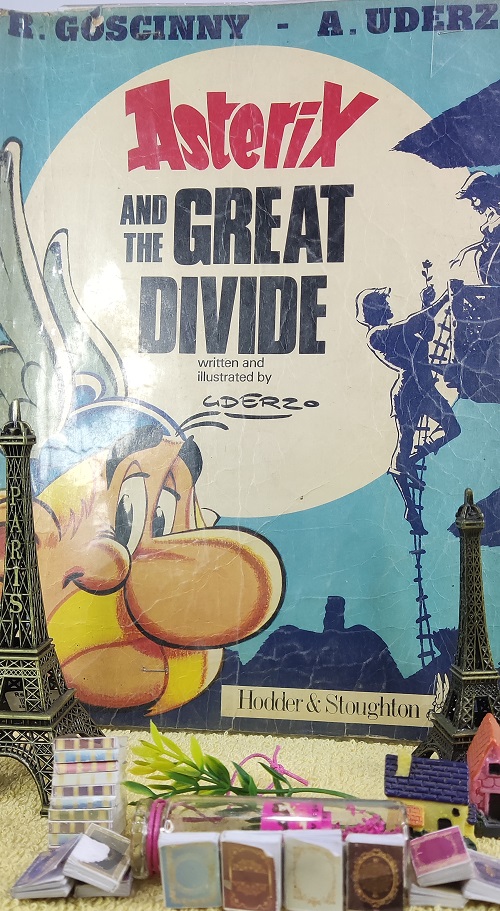 R. GOSCINNY - A. UDERZ
Asterix
AND THE GREAT
DIVIDE
written and
illustrated by
UDERZO
Hodder & Stoughton
PARIS